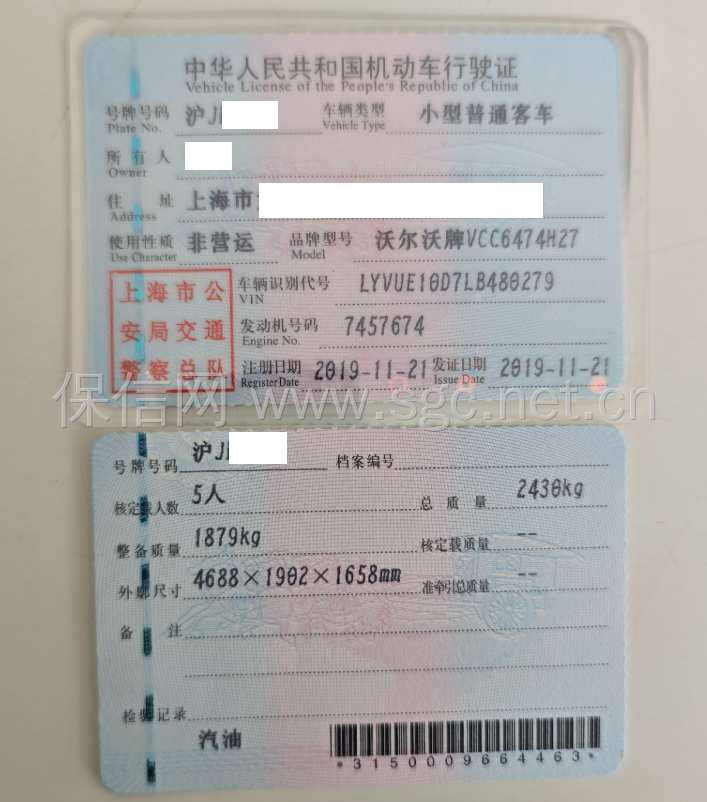 中华人民共和国机动车行驶证
Vehicle License of the People's Republic of China
号牌号码 沪J 车辆类型 小型普通客车
Plate No. Vehicle Type
所有人
Owner
住址 上海市
Address
使用性质 非营运 品牌型号 沃尔沃牌VCC6474H27
Use Character Model
上海市公安局交通警察总队
车辆识别代号 LYVUE10D7LB480279
VIN
发动机号码 7457674
Engine No.
注册日期 2019-11-21 发证日期 2019-11-21
Register Date Issue Date
保信网 www.sgc.net.cn
号牌号码 沪J 档案编号
核定载人数 5人 总质量 2430kg
整备质量 1879kg 核定载质量 --
外廓尺寸 4688×1902×1658mm 准牵引总质量 --
备注
检验记录
汽油
*3150009664463*